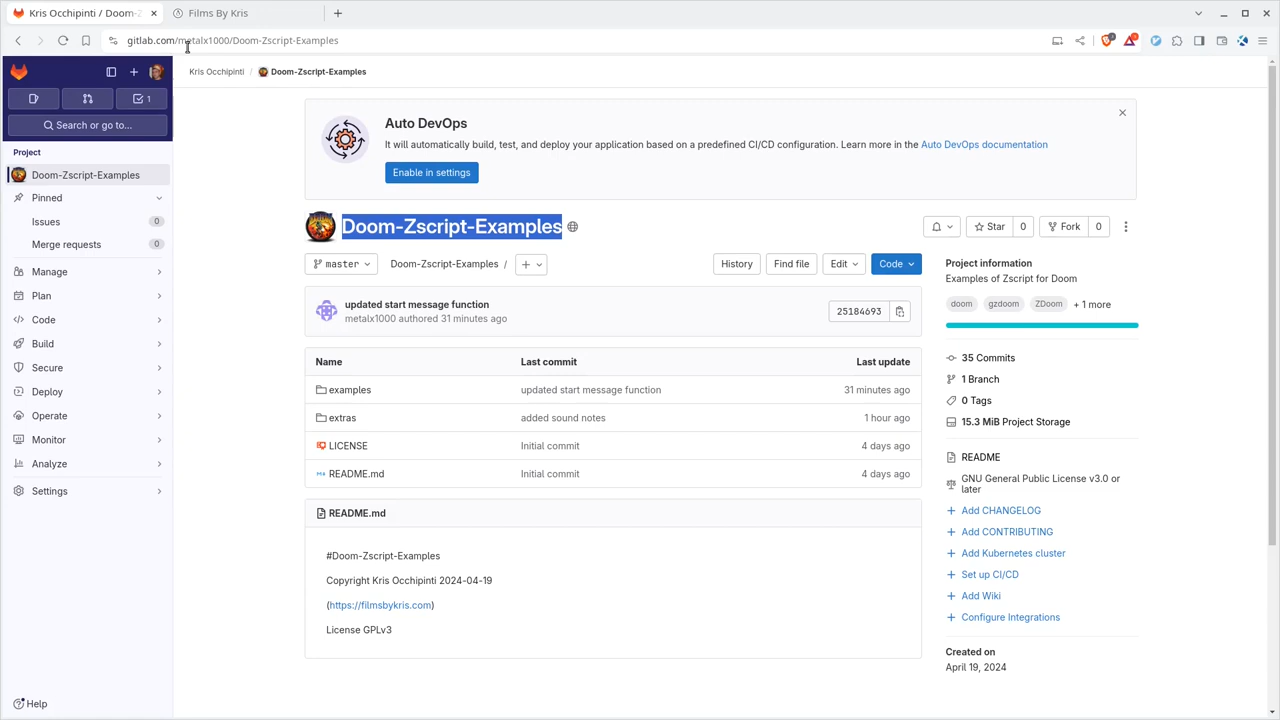 Kris Occhipinti / Doom-Z
Films By Kris
gitlab.com/metalx1000/Doom-Zscript-Examples
1
Search or go to...
Kris Occhipinti / Doom-Zscript-Examples
Project
Doom-Zscript-Examples
Pinned
Issues 0
Merge requests 0
Manage
Plan
Code
Build
Secure
Deploy
Operate
Monitor
Analyze
Settings
Help
Auto DevOps
It will automatically build, test, and deploy your application based on a predefined CI/CD configuration. Learn more in the Auto DevOps documentation
Enable in settings
Doom-Zscript-Examples
Star 0
Fork 0
master
Doom-Zscript-Examples /
History
Find file
Edit
Code
updated start message function
metalx1000 authored 31 minutes ago
25184693
Name Last commit Last update
examples updated start message function 31 minutes ago
extras added sound notes 1 hour ago
LICENSE Initial commit 4 days ago
README.md Initial commit 4 days ago
README.md
#Doom-Zscript-Examples
Copyright Kris Occhipinti 2024-04-19
(https://filmsbykris.com)
License GPLv3
Project information
Examples of Zscript for Doom
doom gzdoom ZDoom + 1 more
35 Commits
1 Branch
0 Tags
15.3 MiB Project Storage
README
GNU General Public License v3.0 or
later
Add CHANGELOG
Add CONTRIBUTING
Add Kubernetes cluster
Set up CI/CD
Add Wiki
Configure Integrations
Created on
April 19, 2024